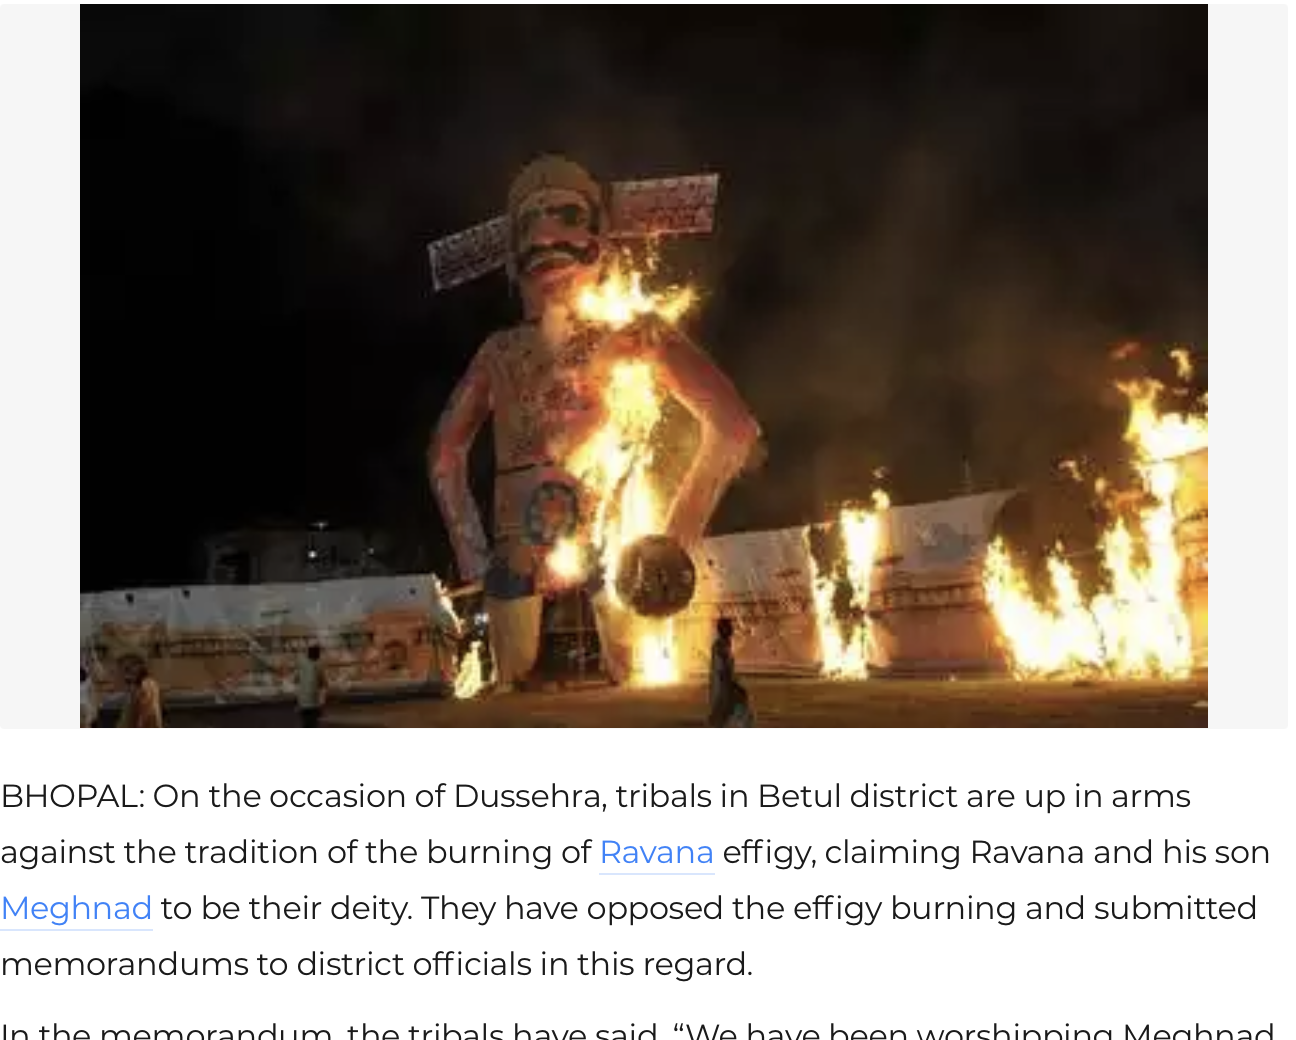 BHOPAL: On the occasion of Dussehra, tribals in Betul district are up in arms
against the tradition of the burning of Ravana effigy, claiming Ravana and his son
Meghnad to be their deity. They have opposed the effigy burning and submitted
memorandums to district officials in this regard.
In the memorandum, the tribals have said, “We have been worshipping Meghnad